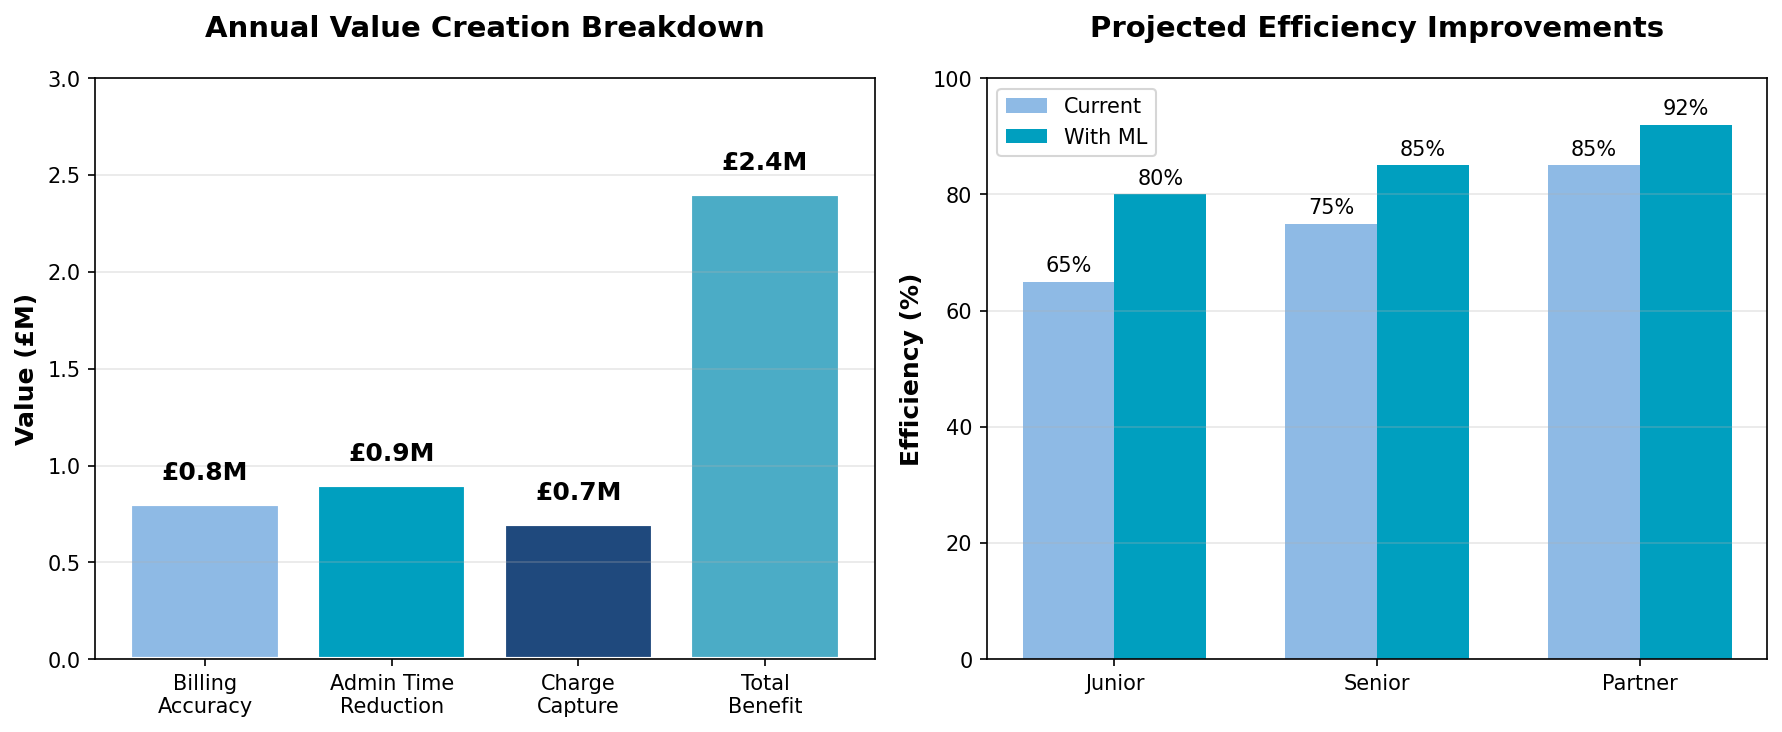 Annual Value Creation Breakdown
Value (£M)
3.0
2.5
2.0
1.5
1.0
0.5
0.0
£0.8M
£0.9M
£0.7M
£2.4M
Billing
Accuracy
Admin Time
Reduction
Charge
Capture
Total
Benefit
Projected Efficiency Improvements
Efficiency (%)
100
80
60
40
20
0
Current
With ML
65%
80%
75%
85%
85%
92%
Junior
Senior
Partner